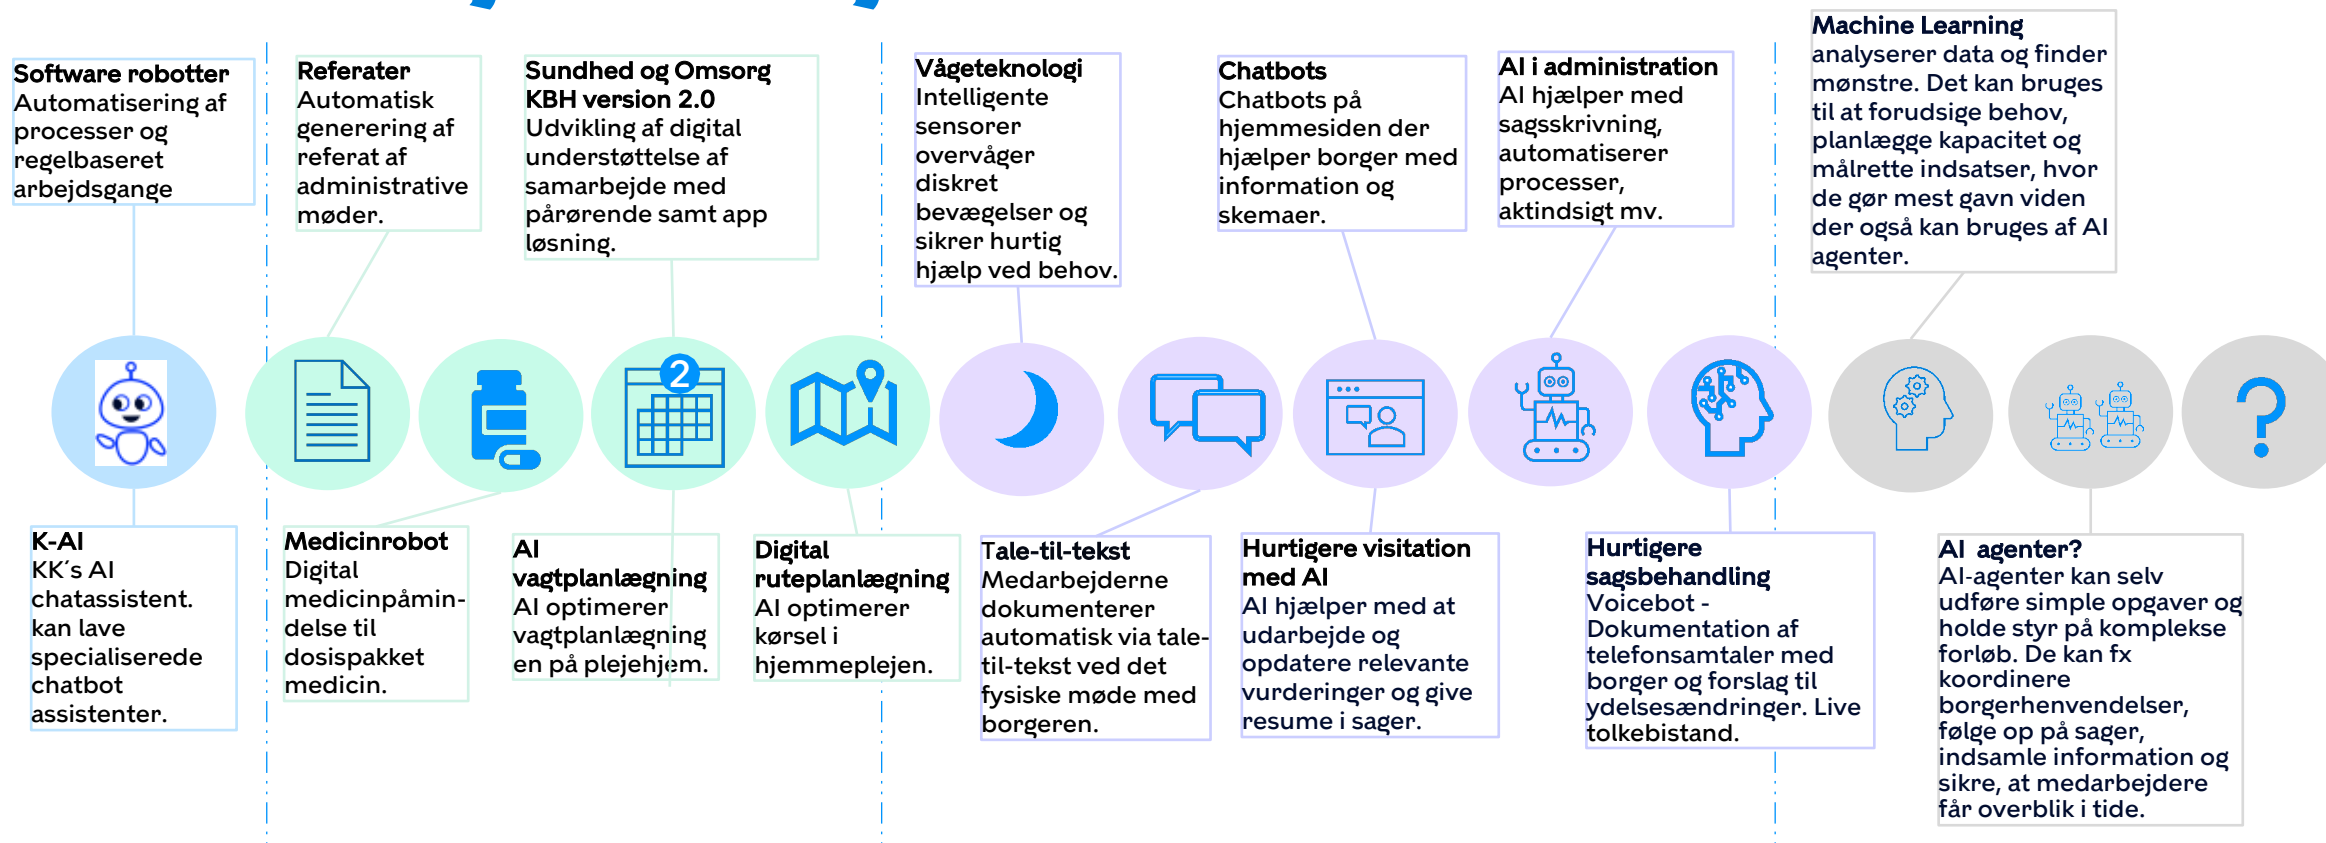 Software robotter
Automatisering af
processer og
regelbaseret
arbejdsgange
Referater
Automatisk
generering af
referat af
administrative
møder.
Sundhed og Omsorg
KBH version 2.0
Udvikling af digital
understøttelse af
samarbejde med
pårørende samt app
løsning.
Vågeteknologi
Intelligente
sensorer
overvåger
diskret
bevægelser og
sikrer hurtig
hjælp ved behov.
Chatbots
Chatbots på
hjemmesiden der
hjælper borger med
information og
skemaer.
AI i administration
AI hjælper med
sagsskrivning,
automatiserer
processer,
aktindsigt mv.
Machine Learning
analyserer data og finder
mønstre. Det kan bruges
til at forudsige behov,
planlægge kapacitet og
målrette indsatser, hvor
de gør mest gavn viden
der også kan bruges af AI
agenter.
2
?
K-AI
KK´s AI
chatassistent.
kan lave
specialiserede
chatbot
assistenter.
Medicinrobot
Digital
medicinpåmin-
delse til
dosispakket
medicin.
AI
vagtplanlægning
AI optimerer
vagtplanlægning
en på plejehjem.
Digital
ruteplanlægning
AI optimerer
kørsel i
hjemmeplejen.
Tale-til-tekst
Medarbejderne
dokumenterer
automatisk via tale-
til-tekst ved det
fysiske møde med
borgeren.
Hurtigere visitation
med AI
AI hjælper med at
udarbejde og
opdatere relevante
vurderinger og give
resume i sager.
Hurtigere
sagsbehandling
Voicebot -
Dokumentation af
telefonsamtaler med
borger og forslag til
ydelsesændringer. Live
tolkebistand.
AI  agenter?
AI-agenter kan selv
udføre simple opgaver og
holde styr på komplekse
forløb. De kan fx
koordinere
borgerhenvendelser,
følge op på sager,
indsamle information og
sikre, at medarbejdere
får overblik i tide.